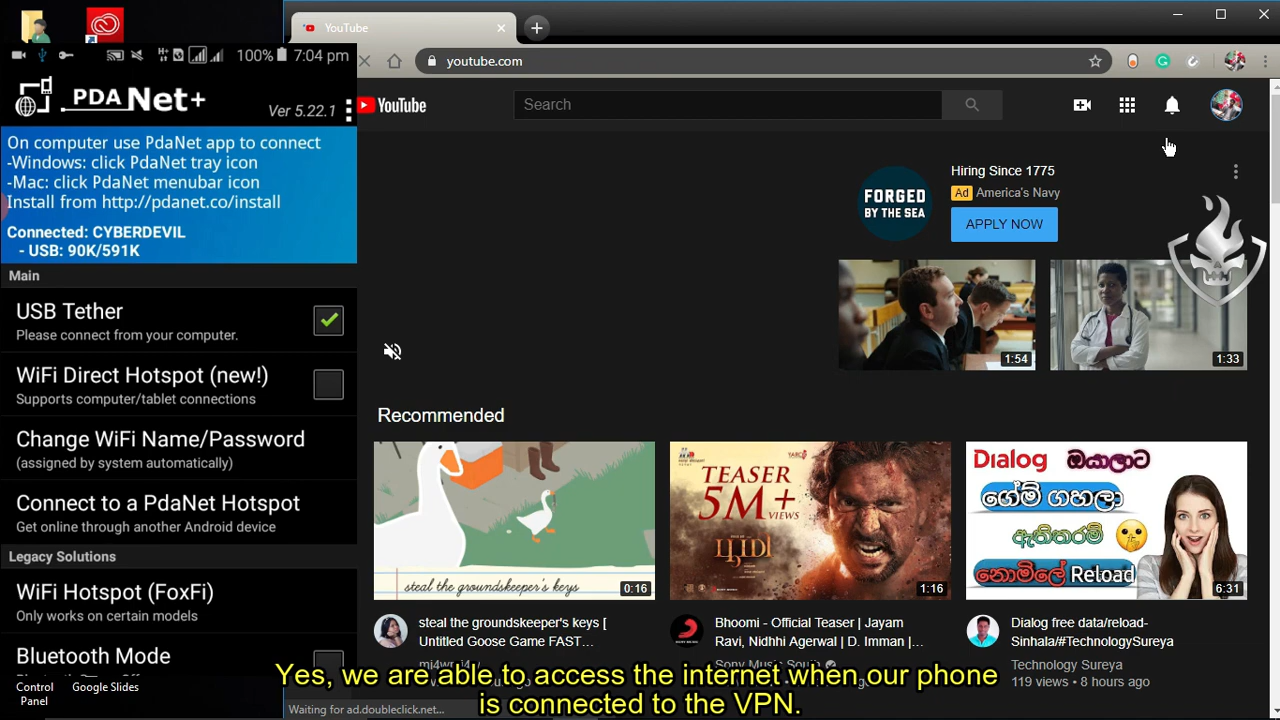 YouTube
youtube.com
100% 7:04 pm
PDA Net+
Ver 5.22.1
On computer use PdaNet app to connect
-Windows: click PdaNet tray icon
-Mac: click PdaNet menubar icon
Install from http://pdanet.co/install
Connected: CYBERDEVIL
- USB: 90K/591K
Main
USB Tether
Please connect from your computer.
WiFi Direct Hotspot (new!)
Supports computer/tablet connections
Change WiFi Name/Password
(assigned by system automatically)
Connect to a PdaNet Hotspot
Get online through another Android device
Legacy Solutions
WiFi Hotspot (FoxFi)
Only works on certain models
Bluetooth Mode
Control Panel
Google Slides
YouTube
Search
FORGED
BY THE SEA
Hiring Since 1775
Ad America's Navy
APPLY NOW
1:54
1:33
Recommended
steal the groundskeeper's keys
0:16
steal the groundskeeper's keys [
Untitled Goose Game FAST...
TEASER
5M+
VIEWS
பூமி
1:16
Bhoomi - Official Teaser | Jayam
Ravi, Nidhhi Agerwal | D. Imman |
Dialog ඔයාලාට
ගේම් ගහලා
ඇතිතරම්
නොමිලේ Reload
6:31
Dialog free data/reload-
Sinhala/#TechnologySureya
Technology Sureya
119 views • 8 hours ago
Waiting for ad.doubleclick.net...
Yes, we are able to access the internet when our phone
is connected to the VPN.